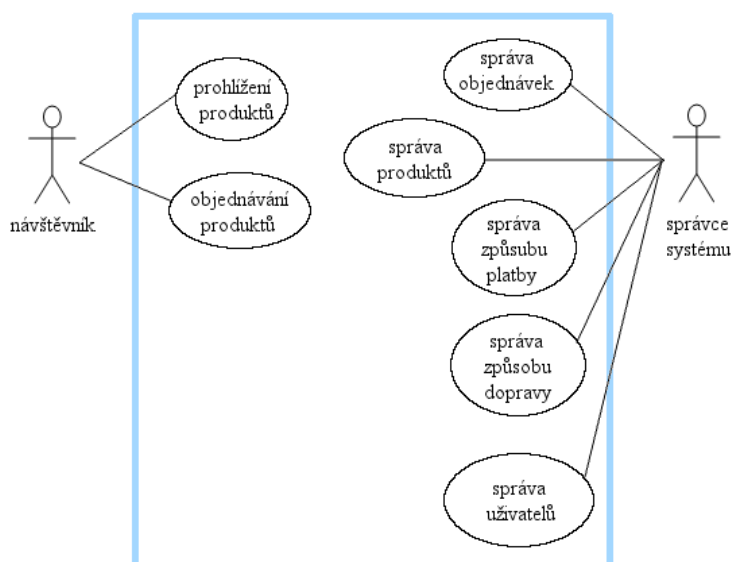 prohlížení
produktů
objednávání
produktů
návštěvník
správa
objednávek
správa
produktů
správa
způsubu
platby
správa
způsobu
dopravy
správa
uživatelů
správce
systému